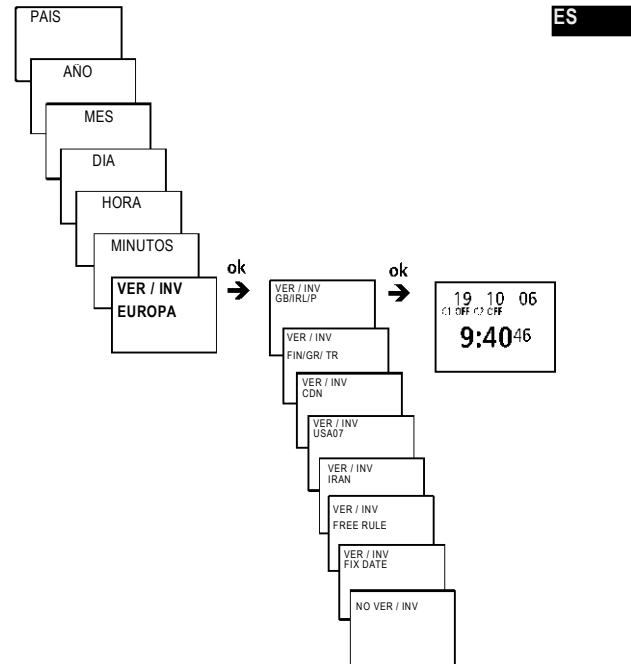 ES
PAIS
AÑO
MES
DIA
HORA
MINUTOS
VER / INV
EUROPA
ok
VER / INV
GB/IRL/P
VER / INV
FIN/GR/ TR
VER / INV
CDN
VER / INV
USA07
VER / INV
IRAN
VER / INV
FREE RULE
VER / INV
FIX DATE
NO VER / INV
ok
19 10 06
C1 OFF C2 OFF
9:40 46